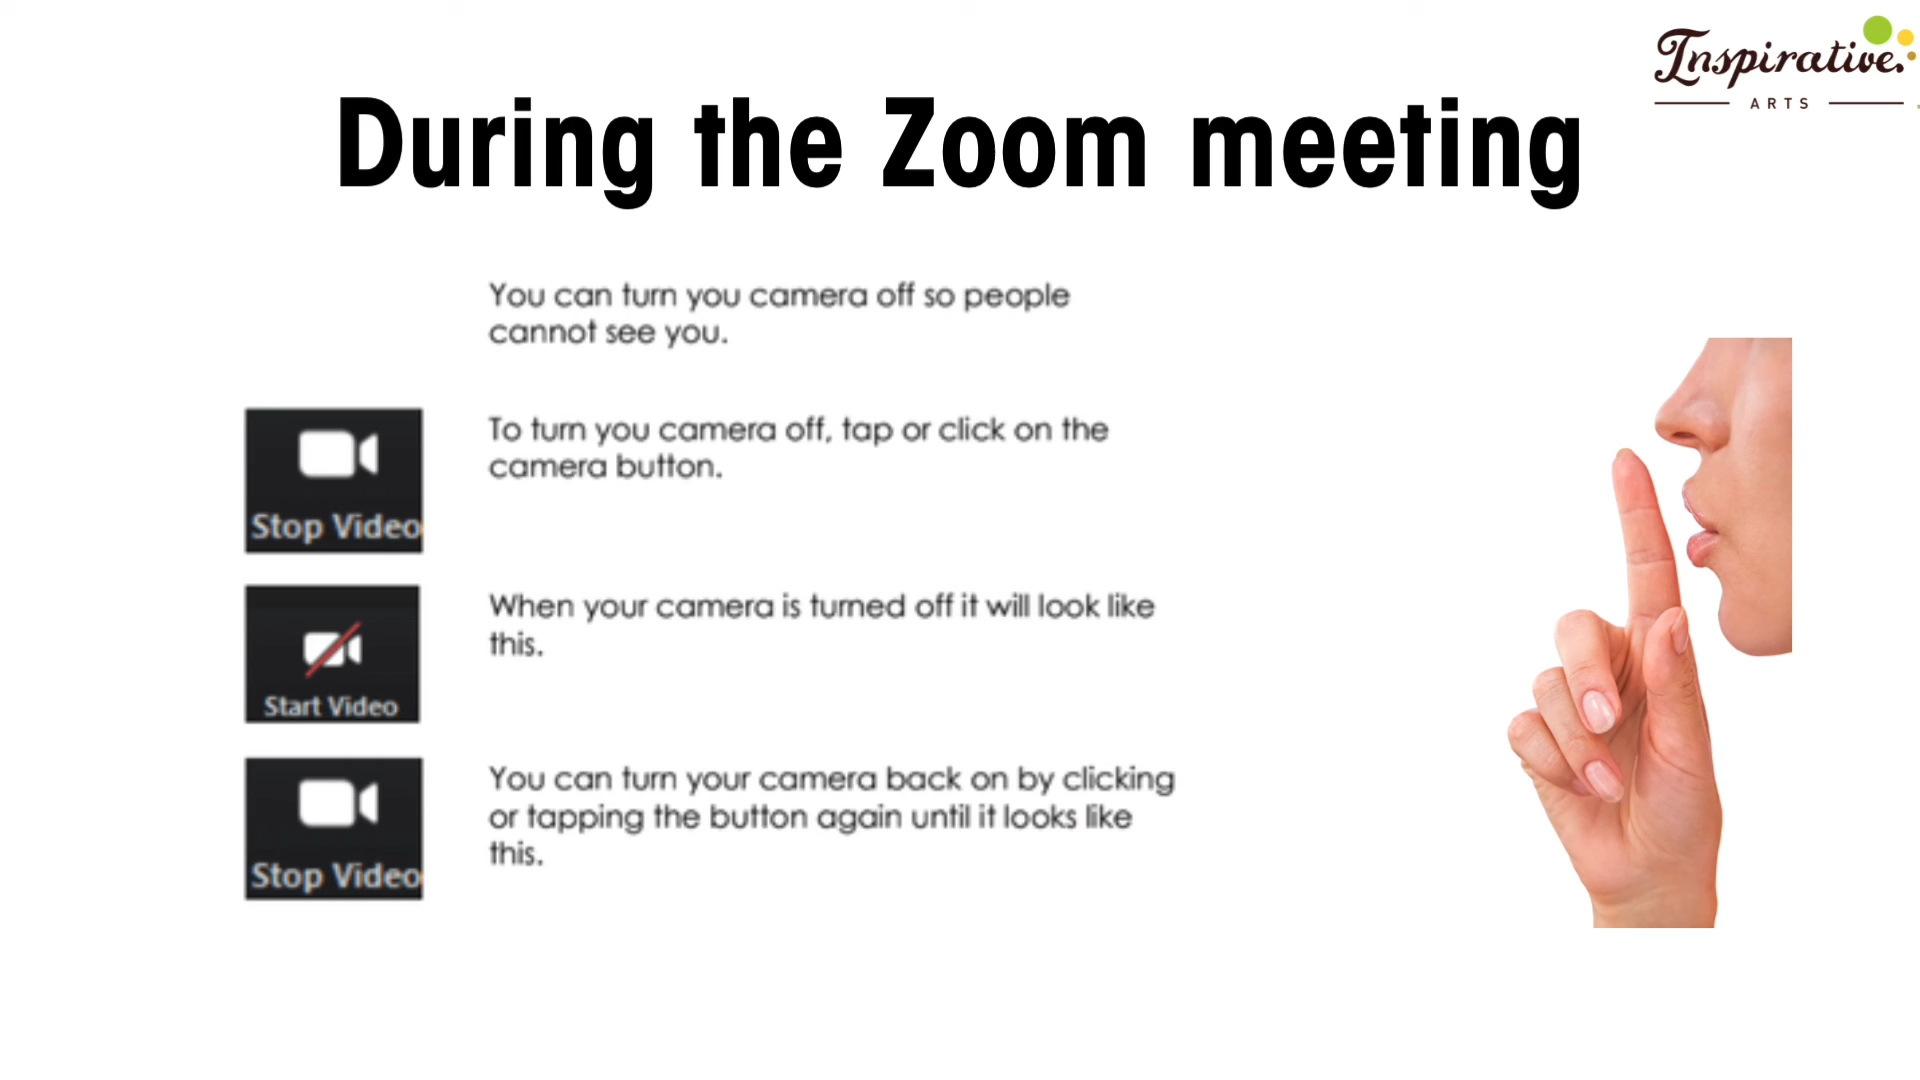 Inspirative.
ARTS
During the Zoom meeting
You can turn you camera off so people
cannot see you.
Stop Video
To turn you camera off, tap or click on the
camera button.
Start Video
When your camera is turned off it will look like
this.
Stop Video
You can turn your camera back on by clicking
or tapping the button again until it looks like
this.